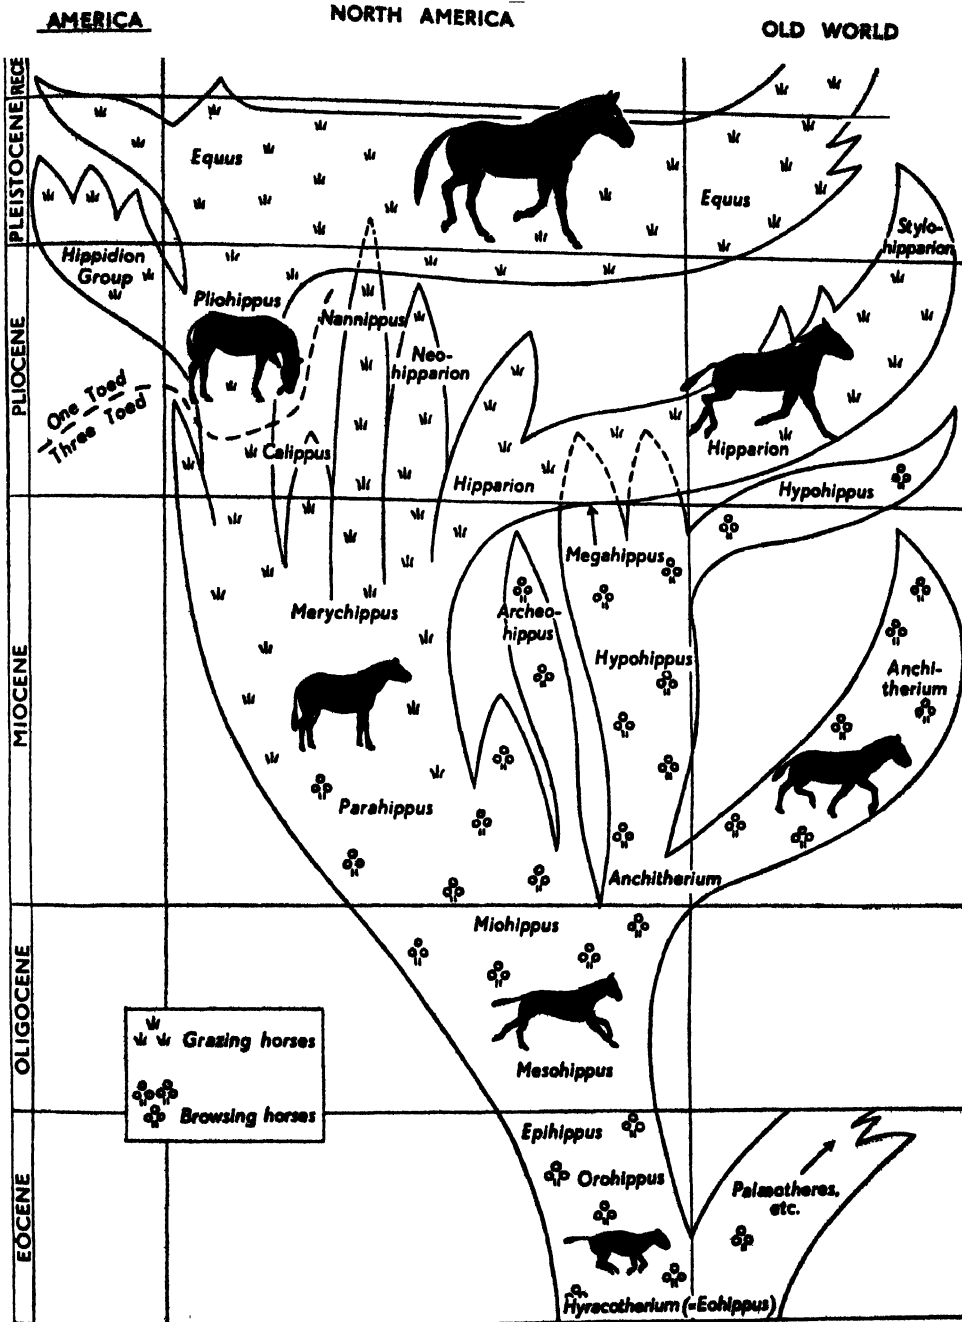 AMERICA
NORTH AMERICA
OLD WORLD
RECE
PLEISTOCENE
PLIOCENE
MIOCENE
OLIGOCENE
EOCENE
Equus
Equus
Stylo-
hipparion
Hippidion
Group
Pliohippus
Nannippus
Neo-
hipparion
One Toed
Three Toed
Calippus
Hipparion
Hipparion
Hypohippus
Megahippus
Merychippus
Archeo-
hippus
Hypohippus
Anchi-
therium
Parahippus
Anchitherium
Miohippus
Mesohippus
Grazing horses
Browsing horses
Epihippus
Orohippus
Palæotheres,
etc.
Hyracotherium (=Eohippus)